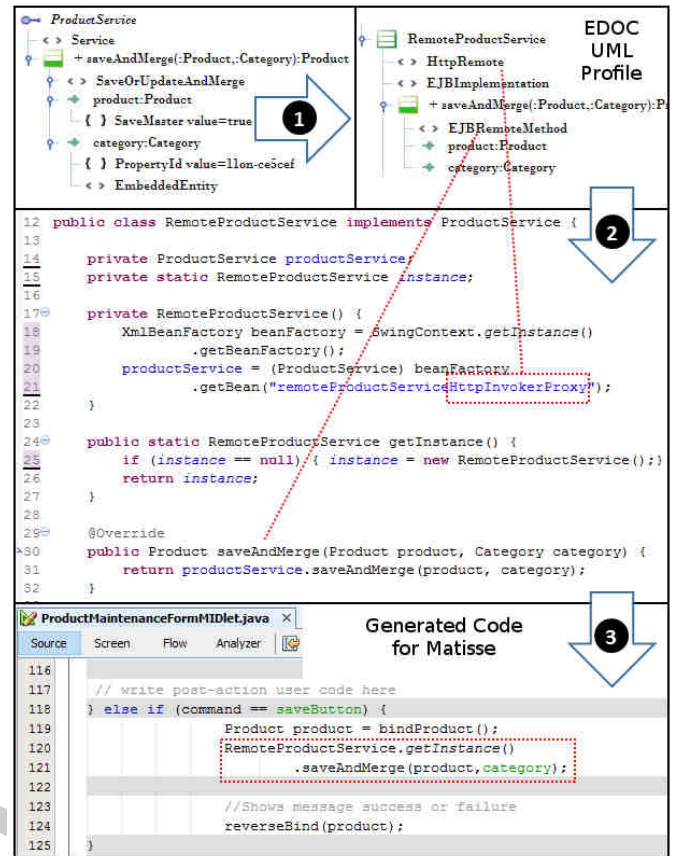 ProductService
< > Service
+ saveAndMerge(:Product,:Category):Product
< > SaveOrUpdateAndMerge
product:Product
{ } SaveMaster value=true
category:Category
{ } PropertyId value=11on-ce5cef
< > EmbeddedEntity
1
RemoteProductService
< > HttpRemote
< > EJBImplementation
+ saveAndMerge(:Product,:Category):P
< > EJBRemoteMethod
product:Product
category:Category
EDOC
UML
Profile
2
12 public class RemoteProductService implements ProductService {
13
14 private ProductService productService;
15 private static RemoteProductService instance;
16
17 private RemoteProductService() {
18 XmlBeanFactory beanFactory = SwingContext.getInstance()
19 .getBeanFactory();
20 productService = (ProductService) beanFactory
21 .getBean("remoteProductServiceHttpInvokerProxy");
22 }
23
24 public static RemoteProductService getInstance() {
25 if (instance == null) { instance = new RemoteProductService();}
26 return instance;
27 }
28
29 @Override
30 public Product saveAndMerge(Product product, Category category) {
31 return productService.saveAndMerge(product, category);
32 }
ProductMaintenanceFormMIDlet.java ×
Source Screen Flow Analyzer
Generated Code
for Matisse
3
116
117 // write post-action user code here
118 } else if (command == saveButton) {
119 Product product = bindProduct();
120 RemoteProductService.getInstance()
121 .saveAndMerge(product,category);
122
123 //Shows message success or failure
124 reverseBind(product);
125 }